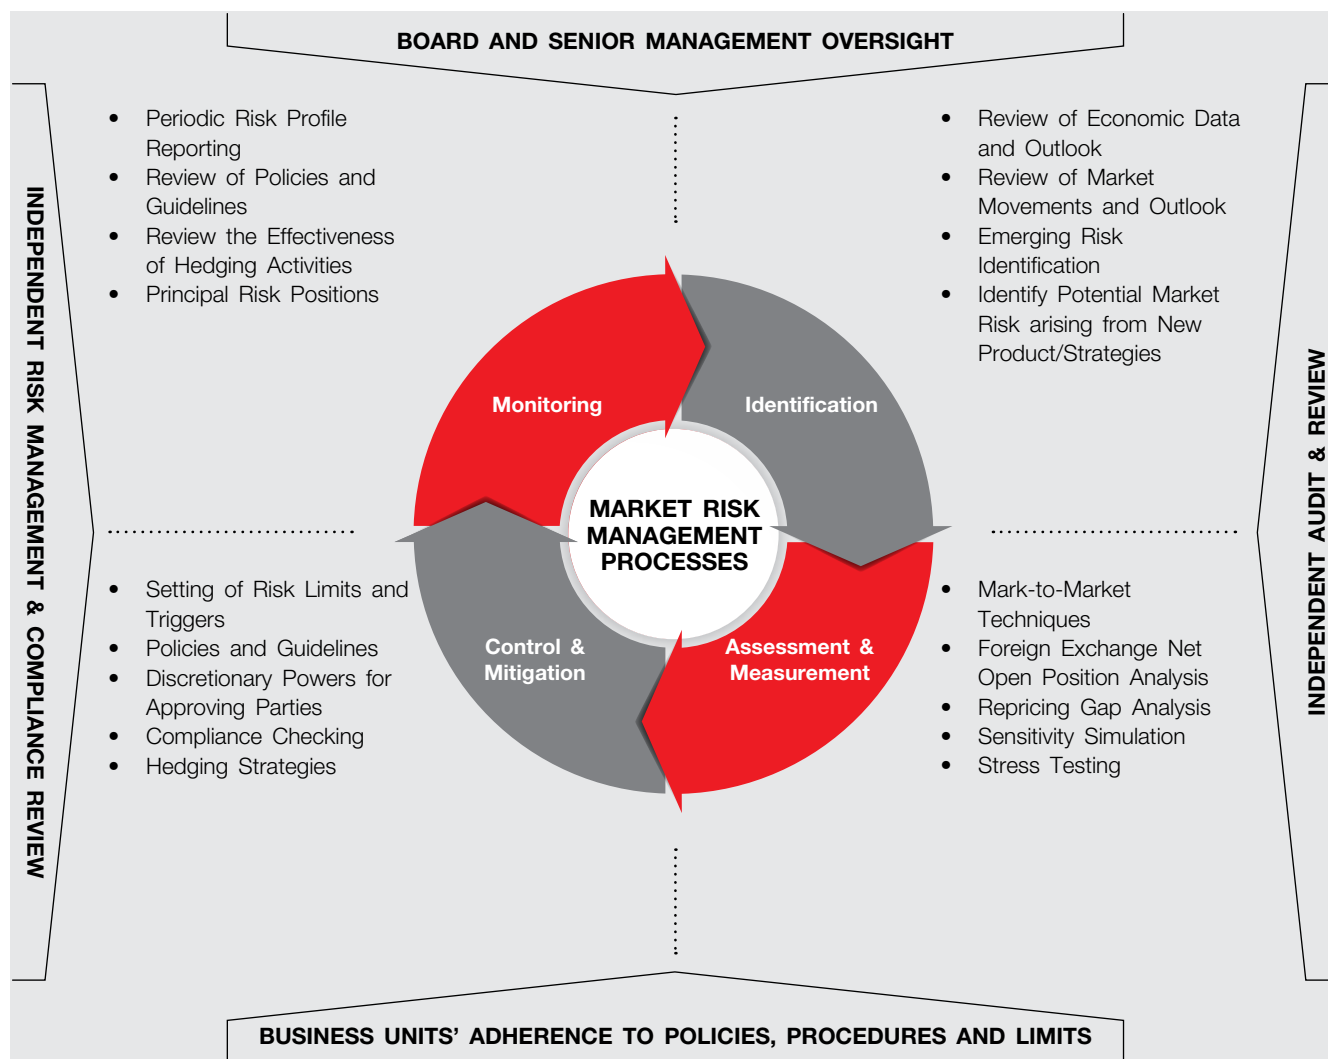 BOARD AND SENIOR MANAGEMENT OVERSIGHT
INDEPENDENT RISK MANAGEMENT & COMPLIANCE REVIEW
• Periodic Risk Profile
Reporting
• Review of Policies and
Guidelines
• Review the Effectiveness
of Hedging Activities
• Principal Risk Positions
• Review of Economic Data
and Outlook
• Review of Market
Movements and Outlook
• Emerging Risk
Identification
• Identify Potential Market
Risk arising from New
Product/Strategies
Monitoring
Identification
MARKET RISK
MANAGEMENT
PROCESSES
Control &
Mitigation
Assessment &
Measurement
• Setting of Risk Limits and
Triggers
• Policies and Guidelines
• Discretionary Powers for
Approving Parties
• Compliance Checking
• Hedging Strategies
• Mark-to-Market
Techniques
• Foreign Exchange Net
Open Position Analysis
• Repricing Gap Analysis
• Sensitivity Simulation
• Stress Testing
INDEPENDENT AUDIT & REVIEW
BUSINESS UNITS’ ADHERENCE TO POLICIES, PROCEDURES AND LIMITS